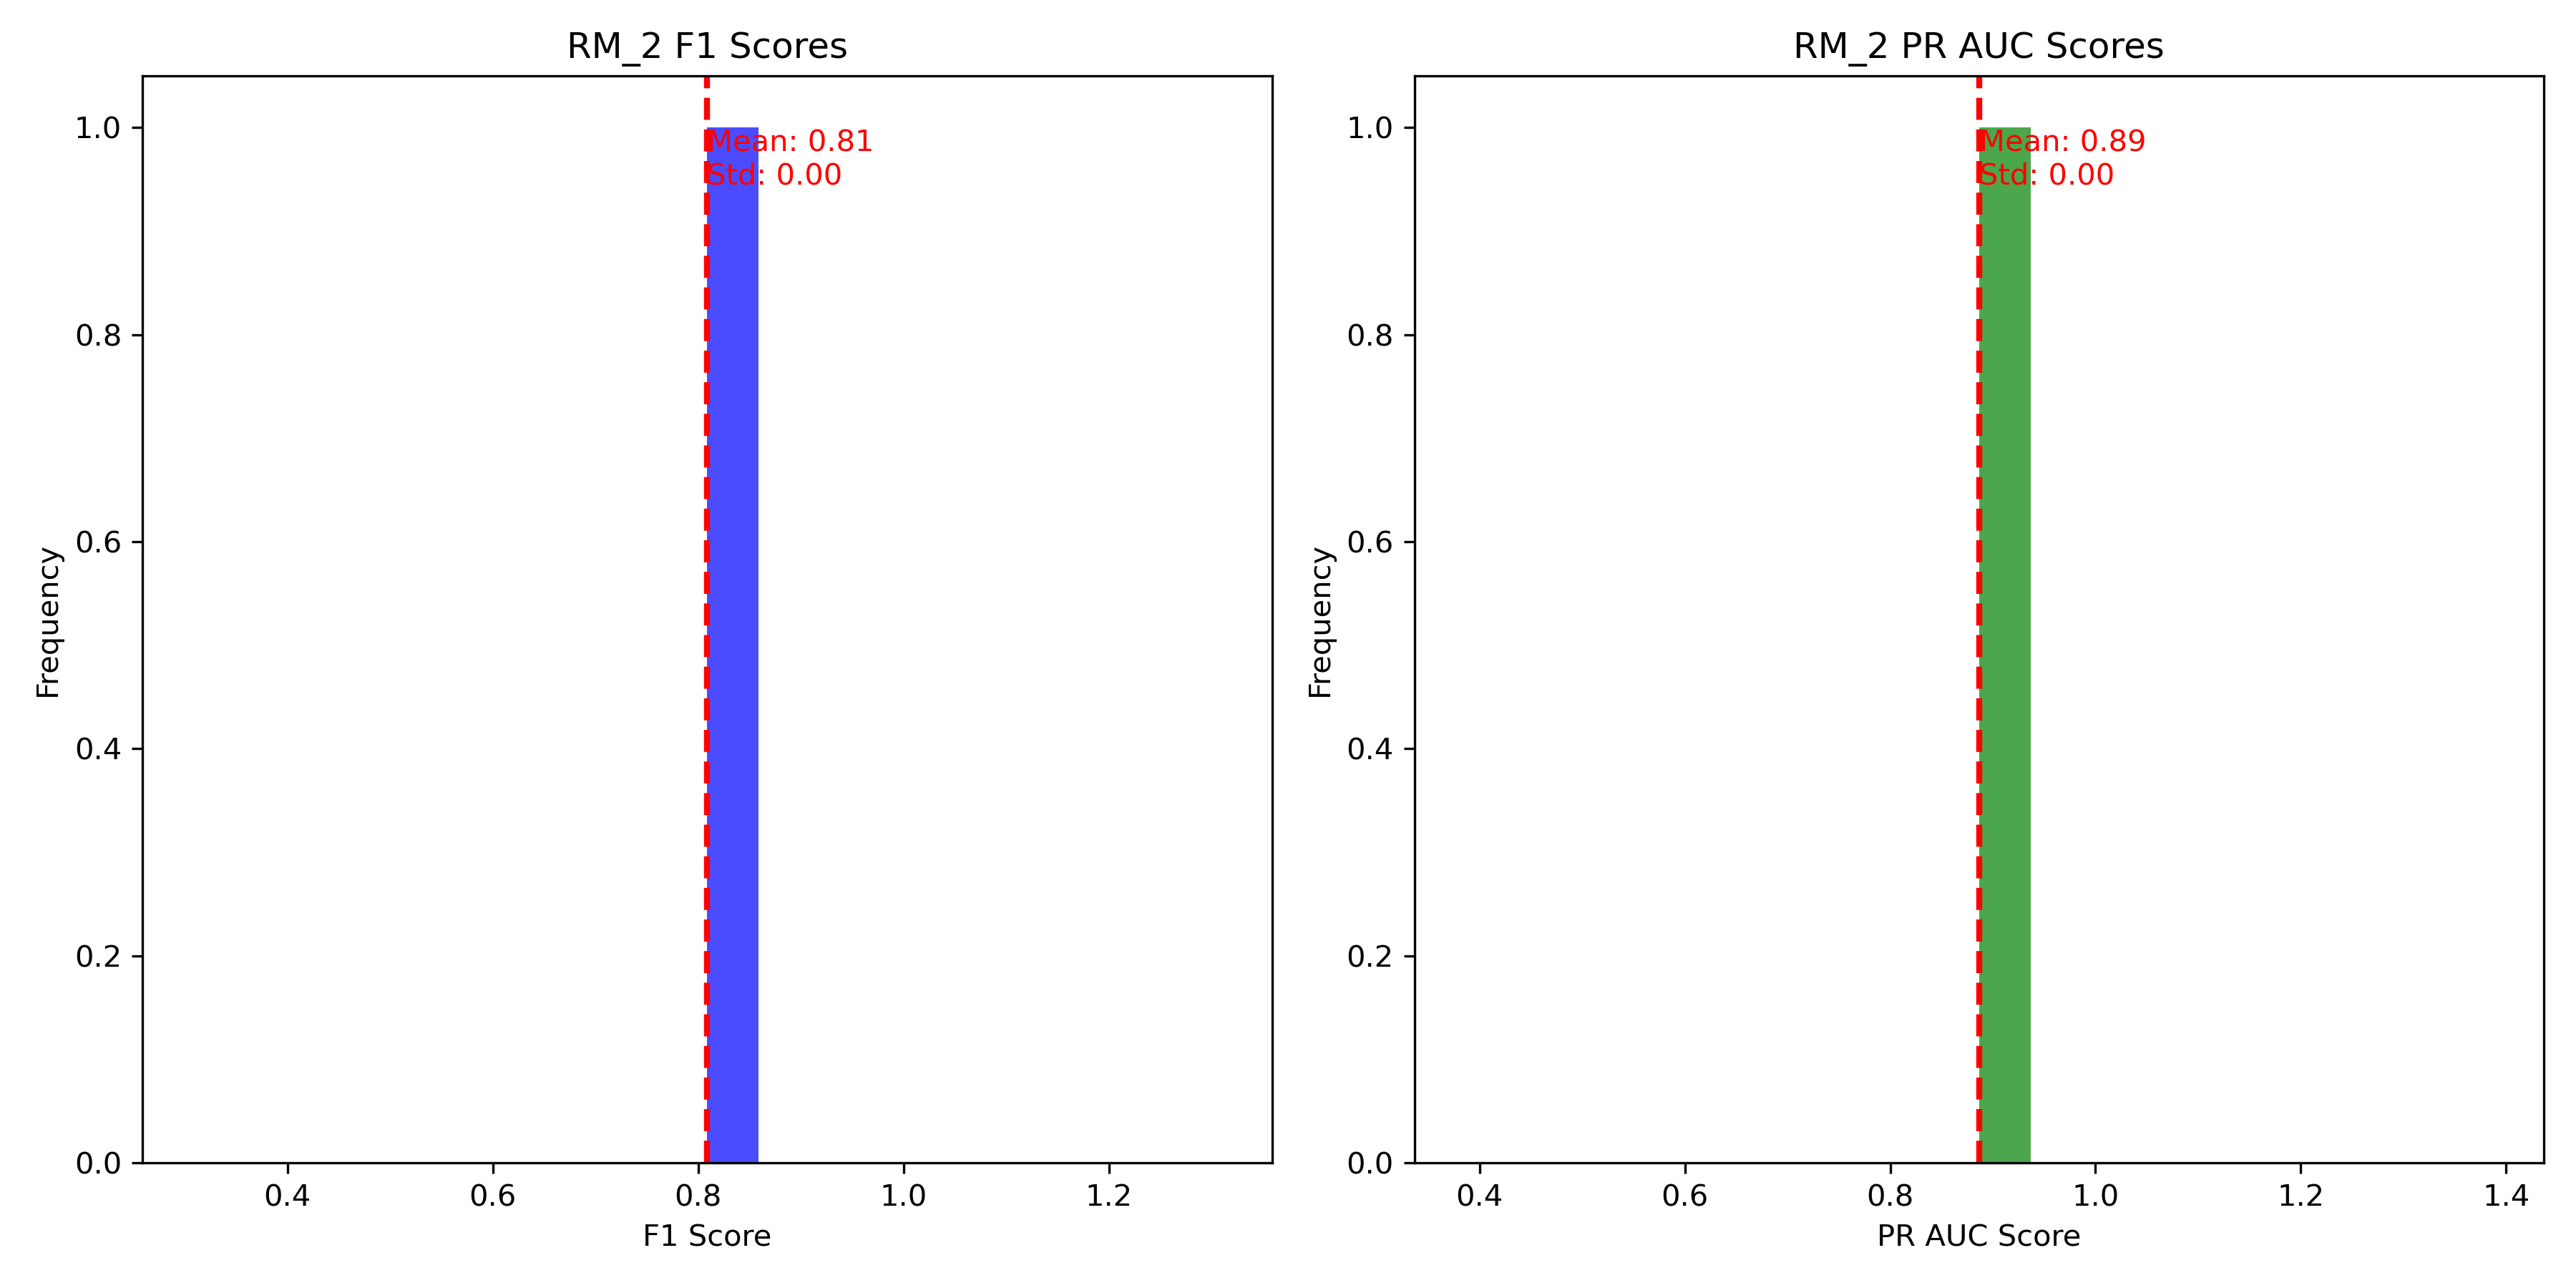 RM_2 F1 Scores
1.0
0.8
0.6
0.4
0.2
0.0
Frequency
Mean: 0.81
Std: 0.00
0.4 0.6 0.8 1.0 1.2
F1 Score
RM_2 PR AUC Scores
1.0
0.8
0.6
0.4
0.2
0.0
Frequency
Mean: 0.89
Std: 0.00
0.4 0.6 0.8 1.0 1.2 1.4
PR AUC Score